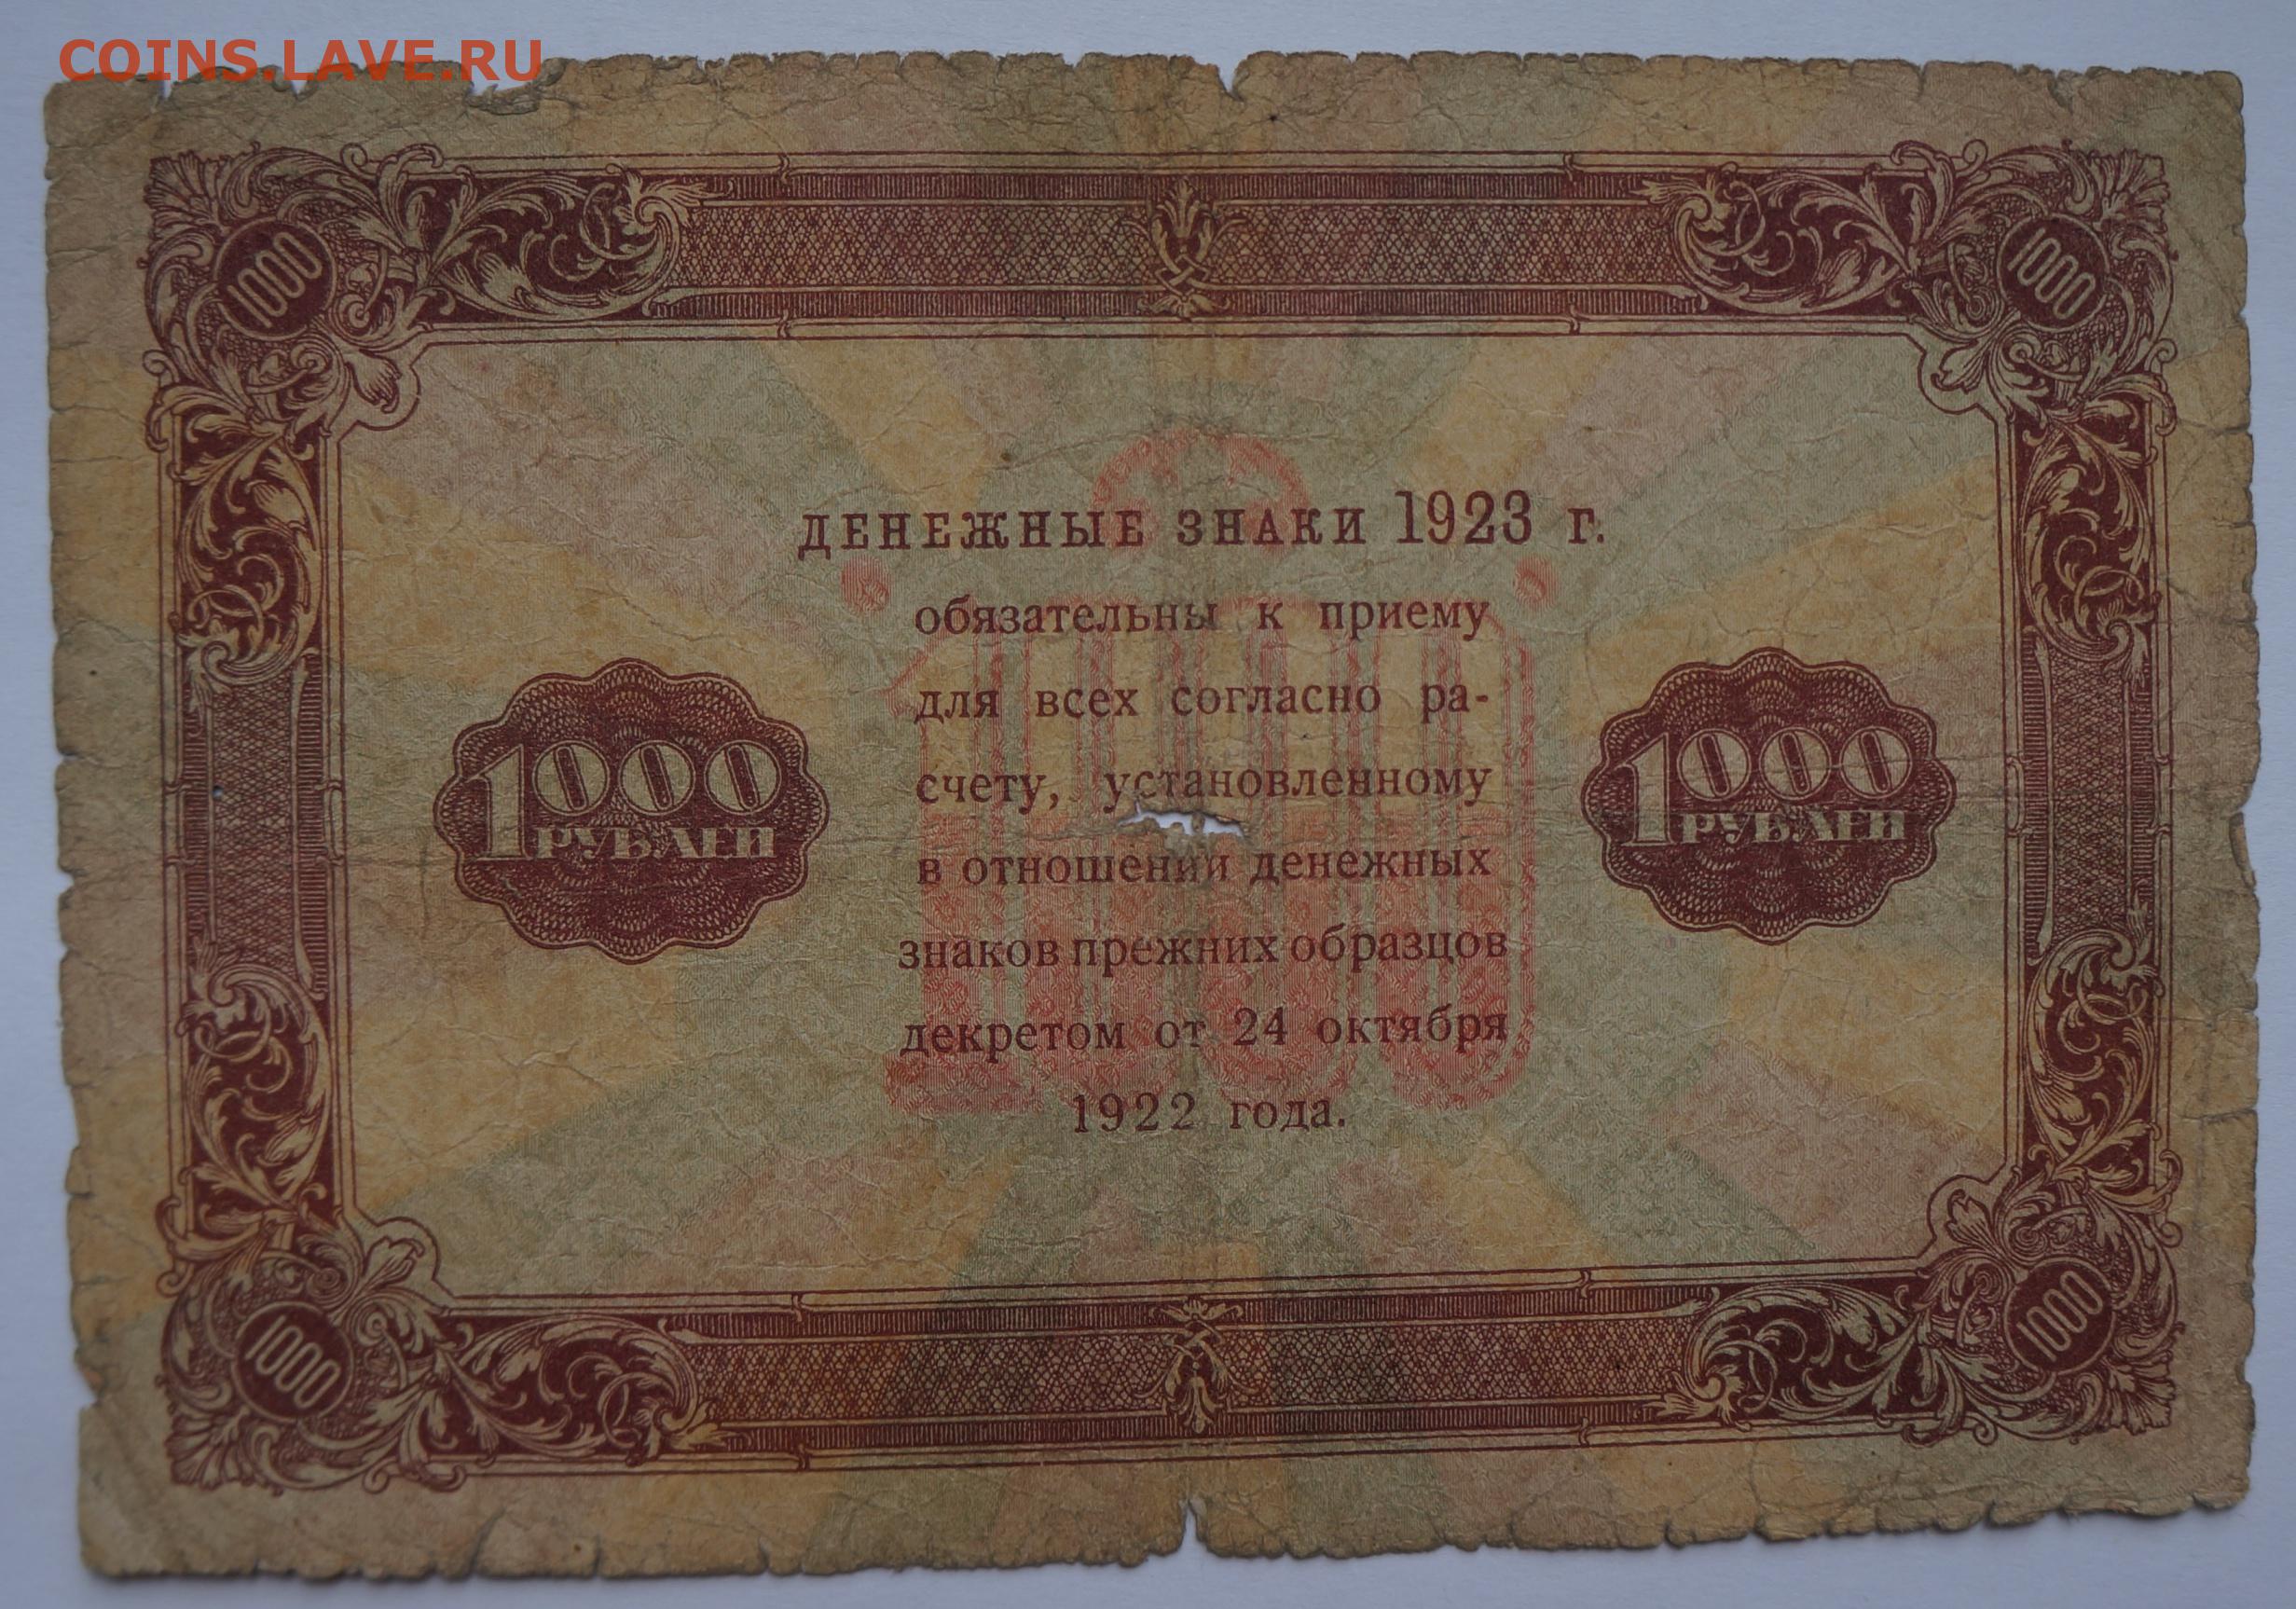 COINS.LAVE.RU
1000
1000
ДЕНЕЖНЫЕ ЗНАКИ 1923 г.
обязательны к приему
для всех согласно ра-
счету, установленному
в отношении денежных
знаков прежних образцов
декретом от 24 октября
1922 года.
1000
РУБЛЕЙ
1000
РУБЛЕЙ
1000
1000